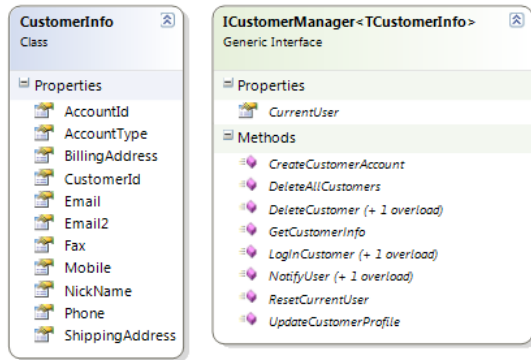 CustomerInfo
Class
Properties
AccountId
AccountType
BillingAddress
CustomerId
Email
Email2
Fax
Mobile
NickName
Phone
ShippingAddress
ICustomerManager<TCustomerInfo>
Generic Interface
Properties
CurrentUser
Methods
CreateCustomerAccount
DeleteAllCustomers
DeleteCustomer (+ 1 overload)
GetCustomerInfo
LogInCustomer (+ 1 overload)
NotifyUser (+ 1 overload)
ResetCurrentUser
UpdateCustomerProfile